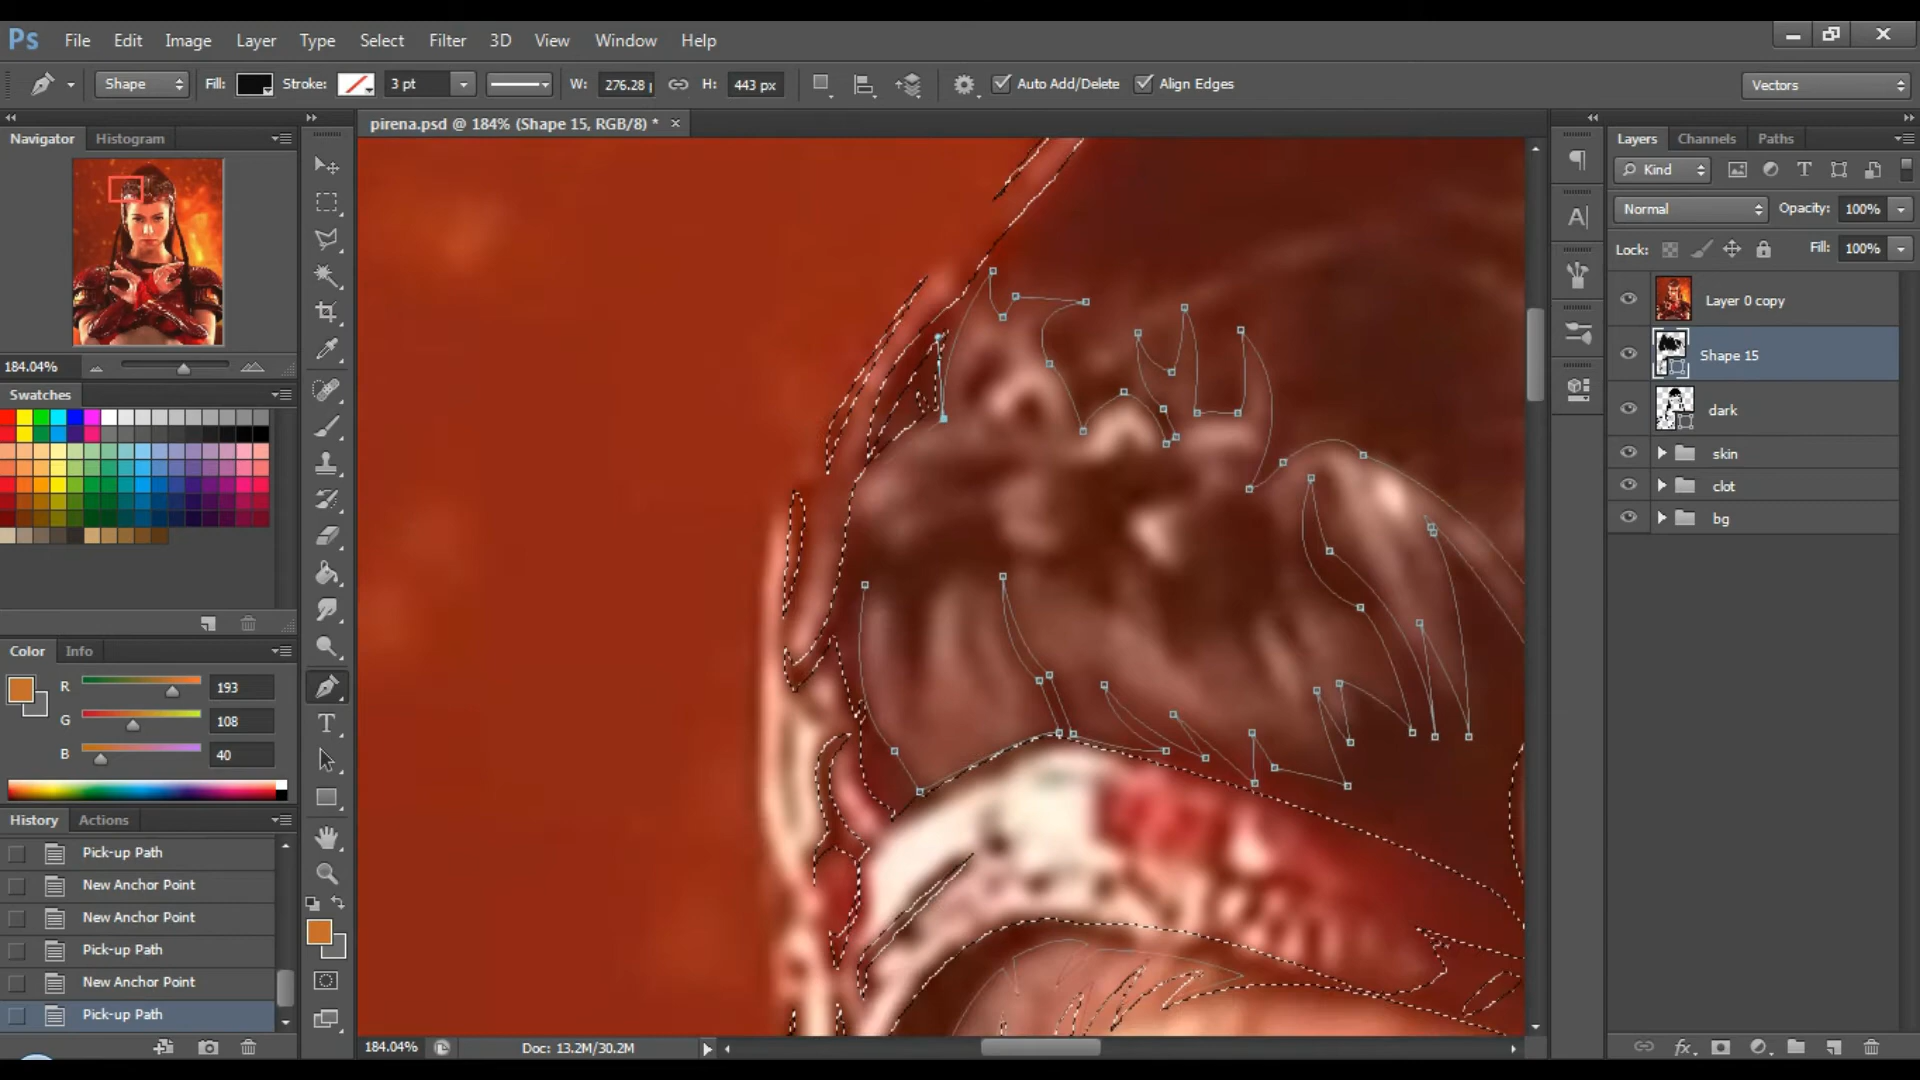 Ps File Edit Image Layer Type Select Filter 3D View Window Help
Shape Fill: Stroke: 3 pt W: 276.28 H: 443 px Auto Add/Delete Align Edges Vectors
Navigator Histogram
pirena.psd @ 184% (Shape 15, RGB/8) *
Layers Channels Paths
Kind
Normal Opacity: 100%
Lock: Fill: 100%
Layer 0 copy
Shape 15
dark
skin
clot
bg
184.04%
Swatches
Color Info
R 193
G 108
B 40
History Actions
Pick-up Path
New Anchor Point
New Anchor Point
Pick-up Path
New Anchor Point
Pick-up Path
184.04% Doc: 13.2M/30.2M